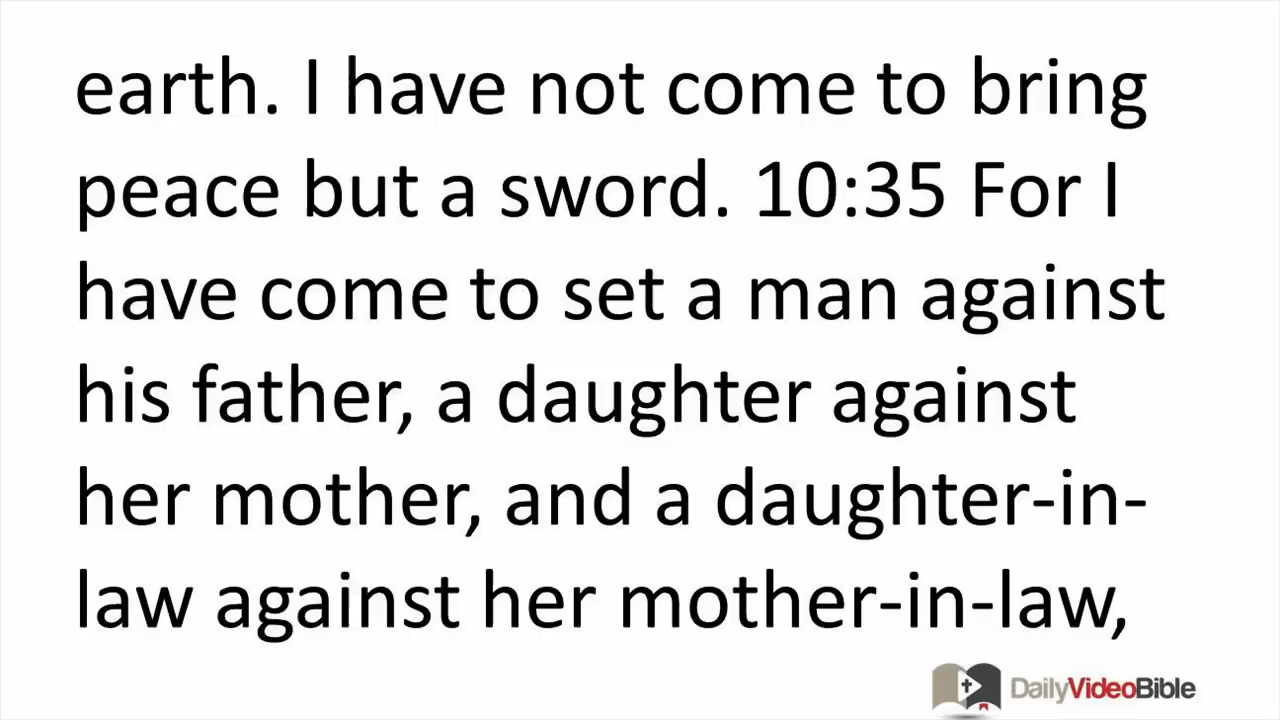 earth. I have not come to bring
peace but a sword. 10:35 For I
have come to set a man against
his father, a daughter against
her mother, and a daughter-in-
law against her mother-in-law,
DailyVideoBible